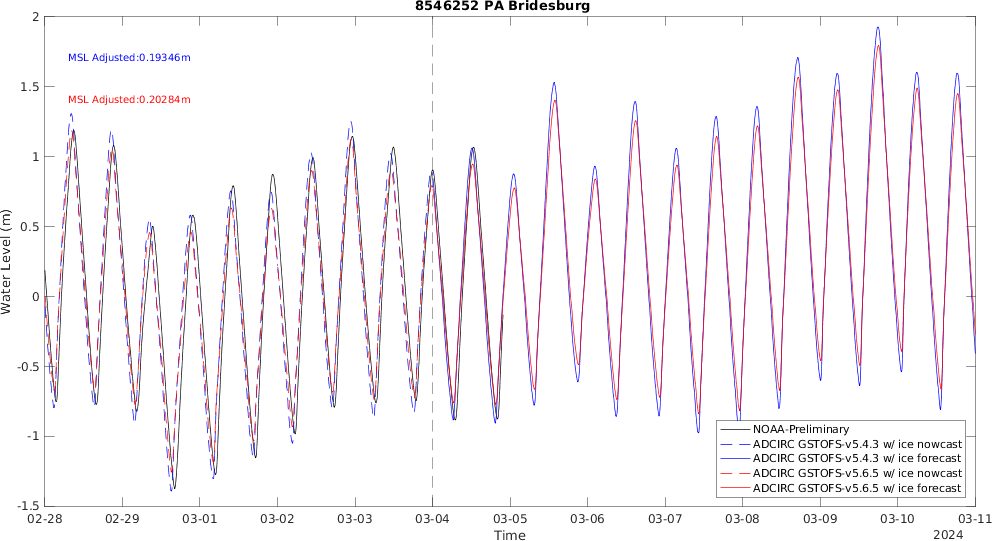 8546252 PA Bridesburg
MSL Adjusted:0.19346m
MSL Adjusted:0.20284m
Water Level (m)
2
1.5
1
0.5
0
-0.5
-1
-1.5
NOAA-Preliminary
ADCIRC GSTOFS-v5.4.3 w/ ice nowcast
ADCIRC GSTOFS-v5.4.3 w/ ice forecast
ADCIRC GSTOFS-v5.6.5 w/ ice nowcast
ADCIRC GSTOFS-v5.6.5 w/ ice forecast
02-28 02-29 03-01 03-02 03-03 03-04 03-05 03-06 03-07 03-08 03-09 03-10 03-11
Time
2024